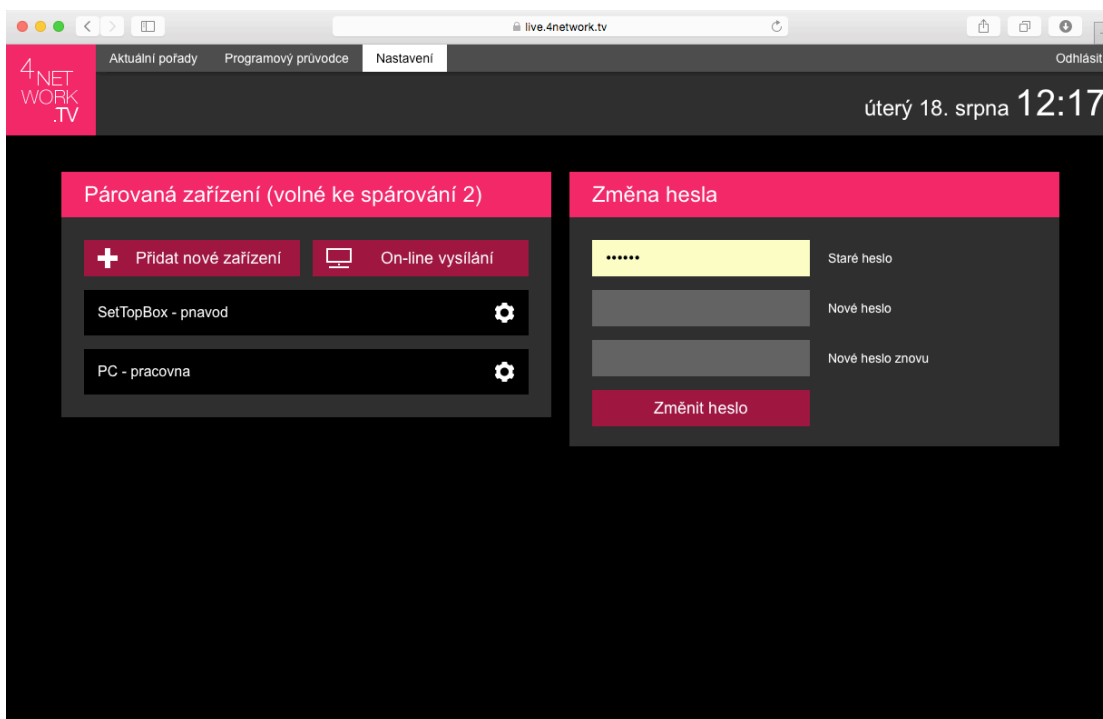 live.4network.tv
4NET
WORK
.TV
Aktuální pořady Programový průvodce Nastavení Odhlásit
úterý 18. srpna 12:17
Párovaná zařízení (volné ke spárování 2)
Přidat nové zařízení On-line vysílání
SetTopBox - pnavod
PC - pracovna
Změna hesla
•••••• Staré heslo
Nové heslo
Nové heslo znovu
Změnit heslo